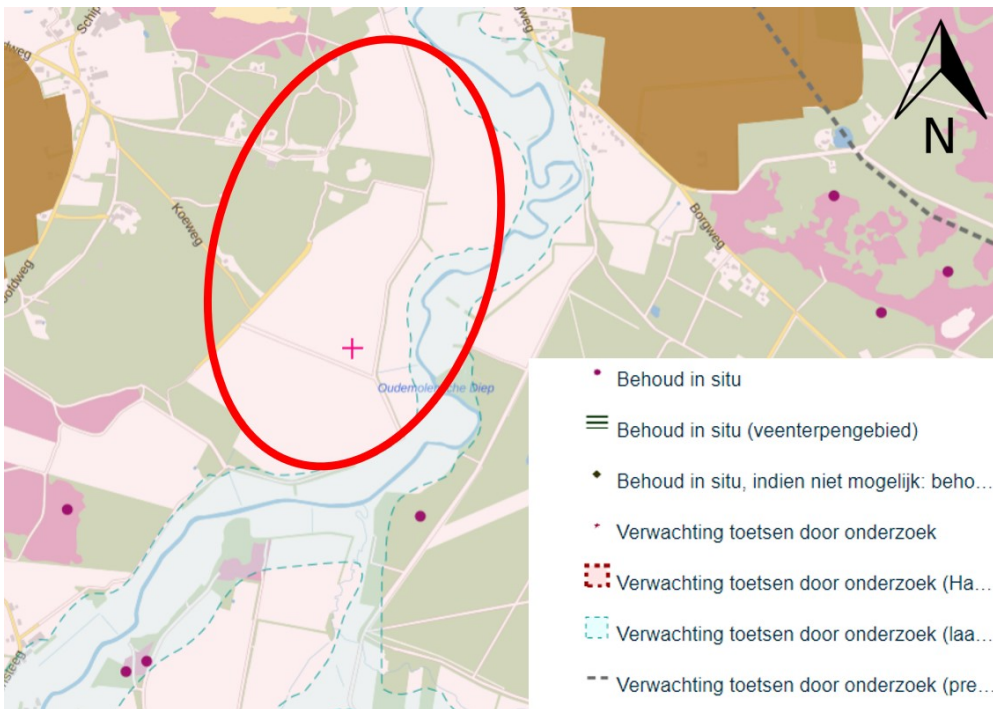 Koeweg
Borgweg
Oudemolensche Diep
N
Behoud in situ
Behoud in situ (veenterpengebied)
Behoud in situ, indien niet mogelijk: beho...
Verwachting toetsen door onderzoek
Verwachting toetsen door onderzoek (Ha...
Verwachting toetsen door onderzoek (laa...
Verwachting toetsen door onderzoek (pre...